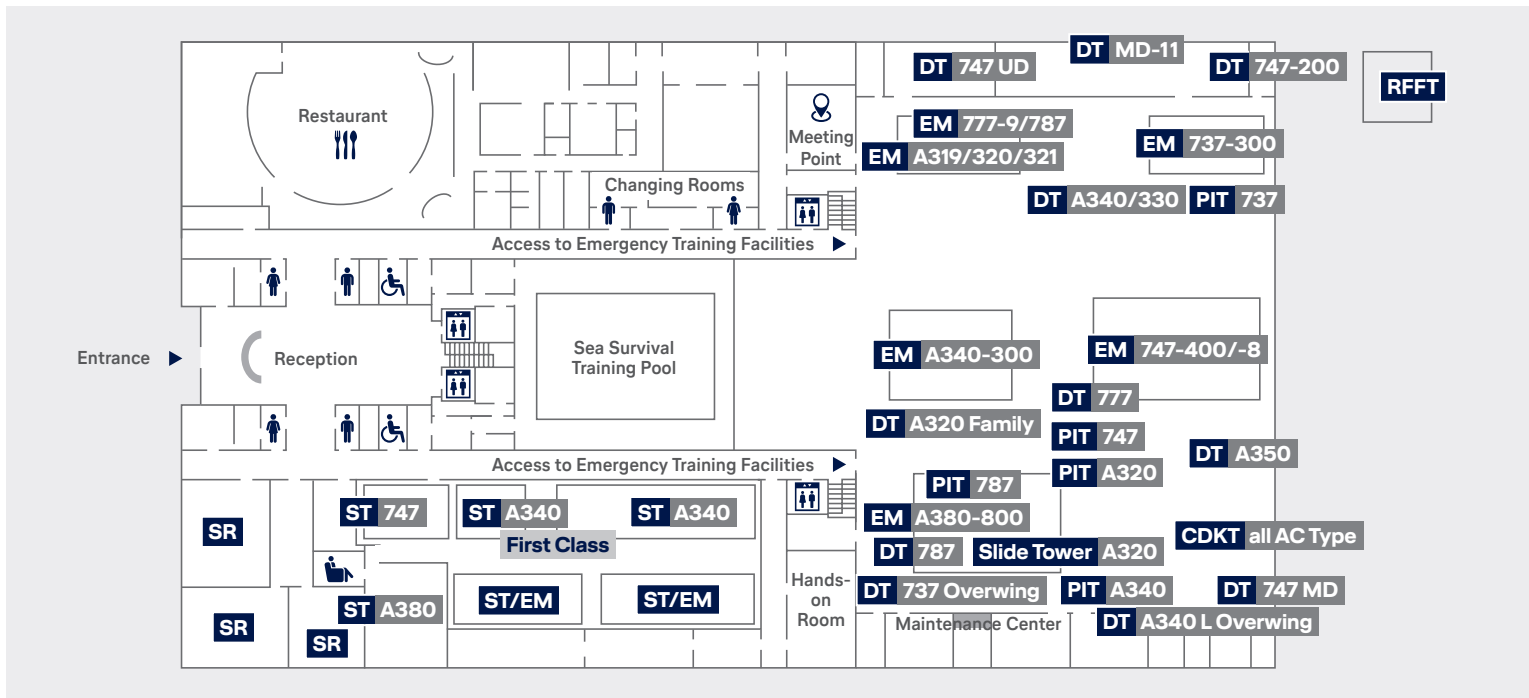 DT MD-11
DT 747 UD
DT 747-200
RFFT
Restaurant
EM 777-9/787
Meeting
Point
EM A319/320/321
EM 737-300
Changing Rooms
DT A340/330
PIT 737
Access to Emergency Training Facilities
Entrance
Reception
Sea Survival
Training Pool
EM A340-300
EM 747-400/-8
DT 777
DT A320 Family
PIT 747
DT A350
Access to Emergency Training Facilities
PIT A320
PIT 787
SR
ST 747
ST A340
First Class
ST A340
EM A380-800
CDKT all AC Type
DT 787
Slide Tower A320
ST/EM
ST/EM
Hands-
on
Room
DT 737 Overwing
PIT A340
DT 747 MD
ST A380
SR
SR
Maintenance Center
DT A340 L Overwing